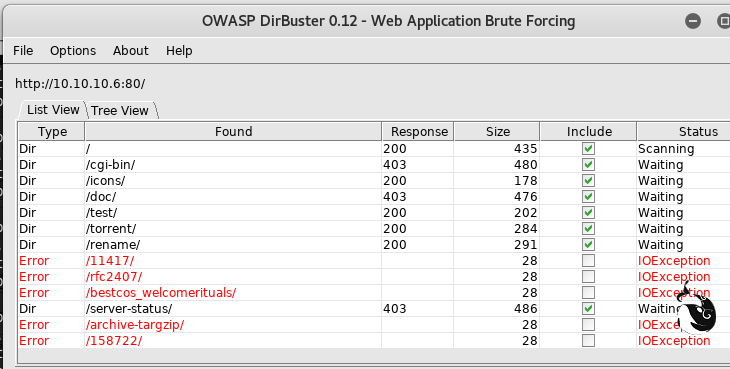 OWASP DirBuster 0.12 - Web Application Brute Forcing
File Options About Help
http://10.10.10.6:80/
List View Tree View
Type Found Response Size Include Status
Dir / 200 435 Scanning
Dir /cgi-bin/ 403 480 Waiting
Dir /icons/ 200 178 Waiting
Dir /doc/ 403 476 Waiting
Dir /test/ 200 202 Waiting
Dir /torrent/ 200 284 Waiting
Dir /rename/ 200 291 Waiting
Error /11417/ 28 IOException
Error /rfc2407/ 28 IOException
Error /bestcos_welcomerituals/ 28 IOException
Dir /server-status/ 403 486 Waiting
Error /archive-targzip/ 28 IOException
Error /158722/ 28 IOException